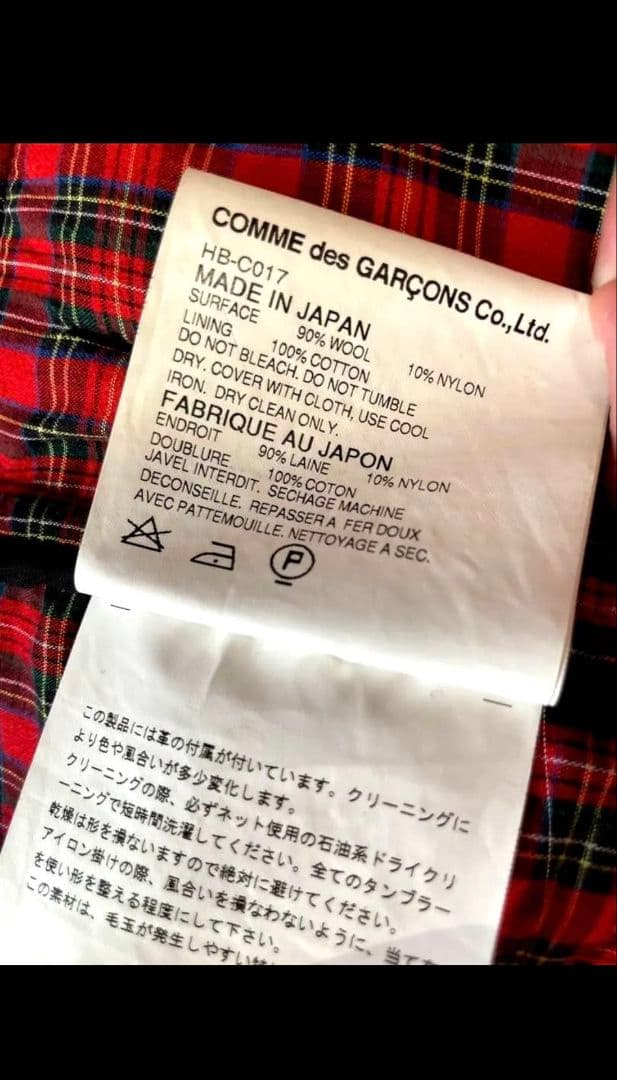 COMME des GARÇONS Co.,Ltd.
HB-C017
MADE IN JAPAN
SURFACE 90% WOOL 10% NYLON
LINING 100% COTTON
DO NOT BLEACH. DO NOT TUMBLE
DRY. COVER WITH CLOTH, USE COOL
IRON. DRY CLEAN ONLY.
FABRIQUE AU JAPON
ENDROIT 90% LAINE 10% NYLON
DOUBLURE 100% COTON
JAVEL INTERDIT. SECHAGE MACHINE
DECONSEILLE. REPASSER A FER DOUX
AVEC PATTEMOUILLE. NETTOYAGE A SEC.
P
この製品には革の付属が付いています。クリーニングに
より色や風合いが多少変化します。
クリーニングの際、必ずネット使用の石油系ドライクリ
ーニングで短時間洗濯してください。全てのタンブラー
乾燥は形を損ないますので絶対に避けてください。
アイロン掛けの際、風合いを損なわないように、当て
を使い形を整える程度にして下さい。
この素材は、毛玉が発生しやすい